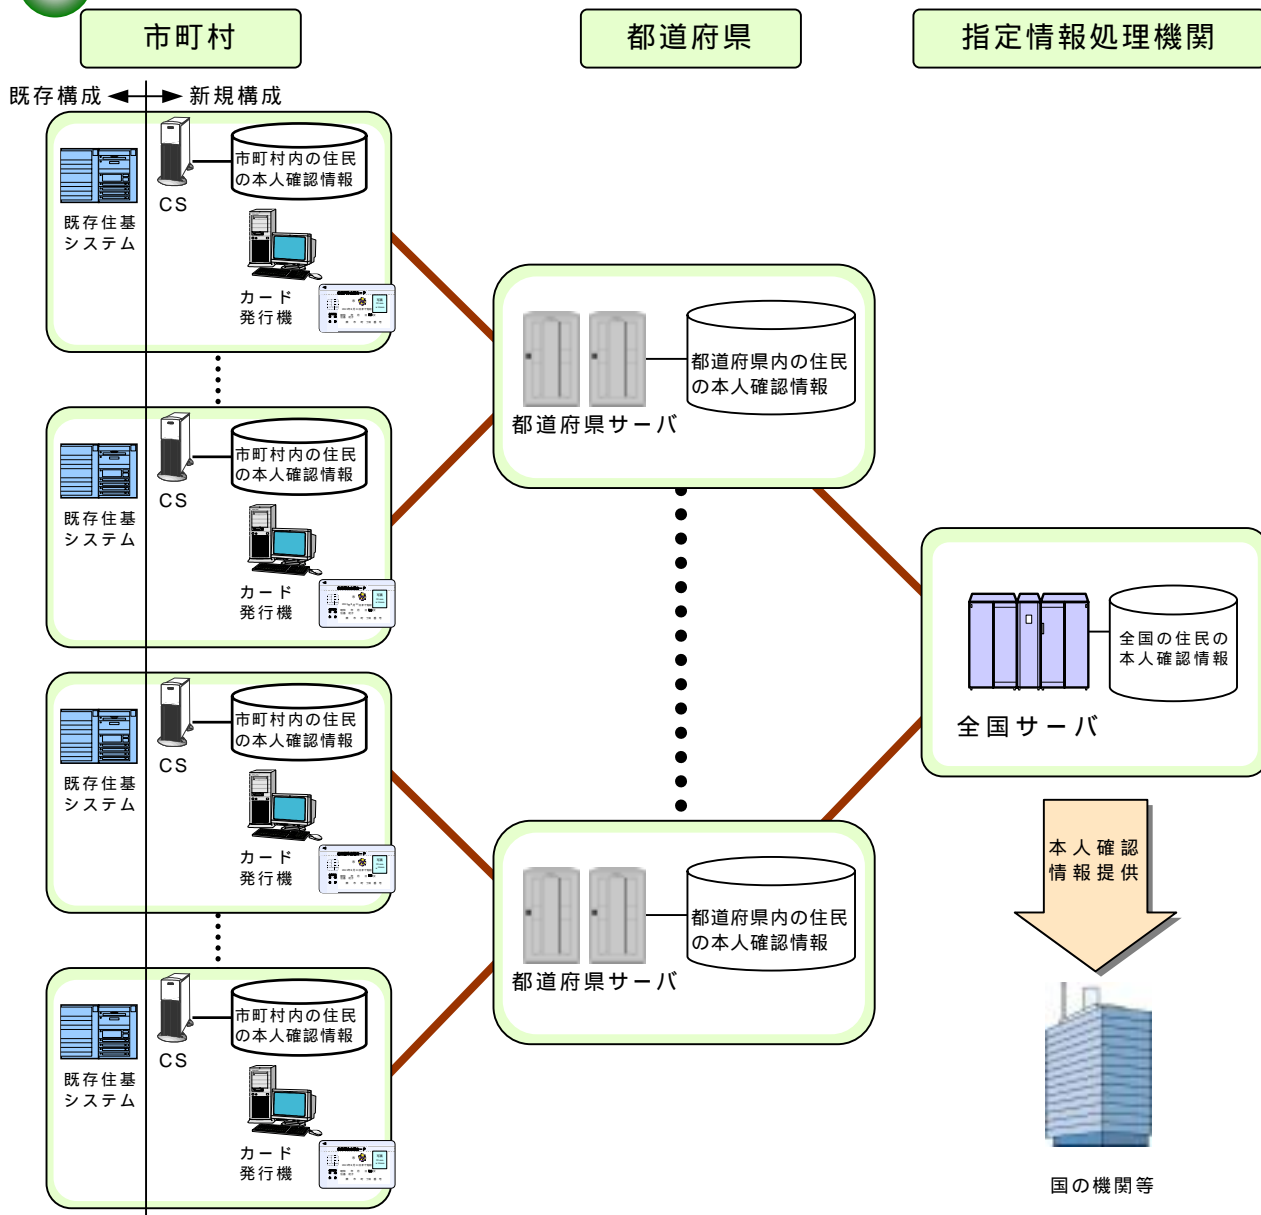 市町村
都道府県
指定情報処理機関
既存構成
新規構成
市町村内の住民
の本人確認情報
CS
既存住基
システム
カード
発行機
市町村内の住民
の本人確認情報
CS
既存住基
システム
カード
発行機
市町村内の住民
の本人確認情報
CS
既存住基
システム
カード
発行機
市町村内の住民
の本人確認情報
CS
既存住基
システム
カード
発行機
都道府県内の住民
の本人確認情報
都道府県サーバ
都道府県内の住民
の本人確認情報
都道府県サーバ
全国の住民の
本人確認情報
全国サーバ
本人確認
情報提供
国の機関等